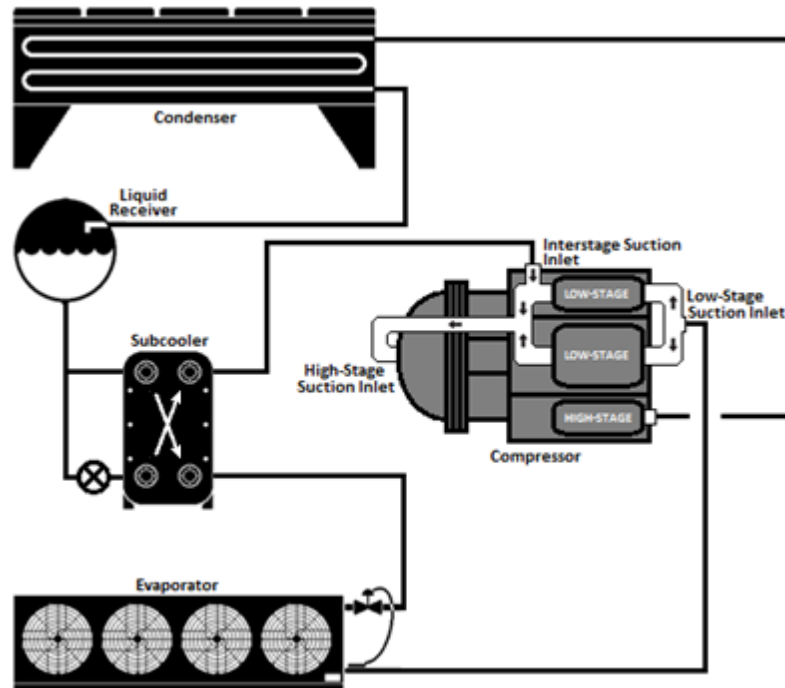 Condenser
Liquid
Receiver
Interstage Suction
Inlet
LOW-STAGE
Low-Stage
Suction Inlet
Subcooler
LOW-STAGE
High-Stage
Suction Inlet
HIGH-STAGE
Compressor
Evaporator